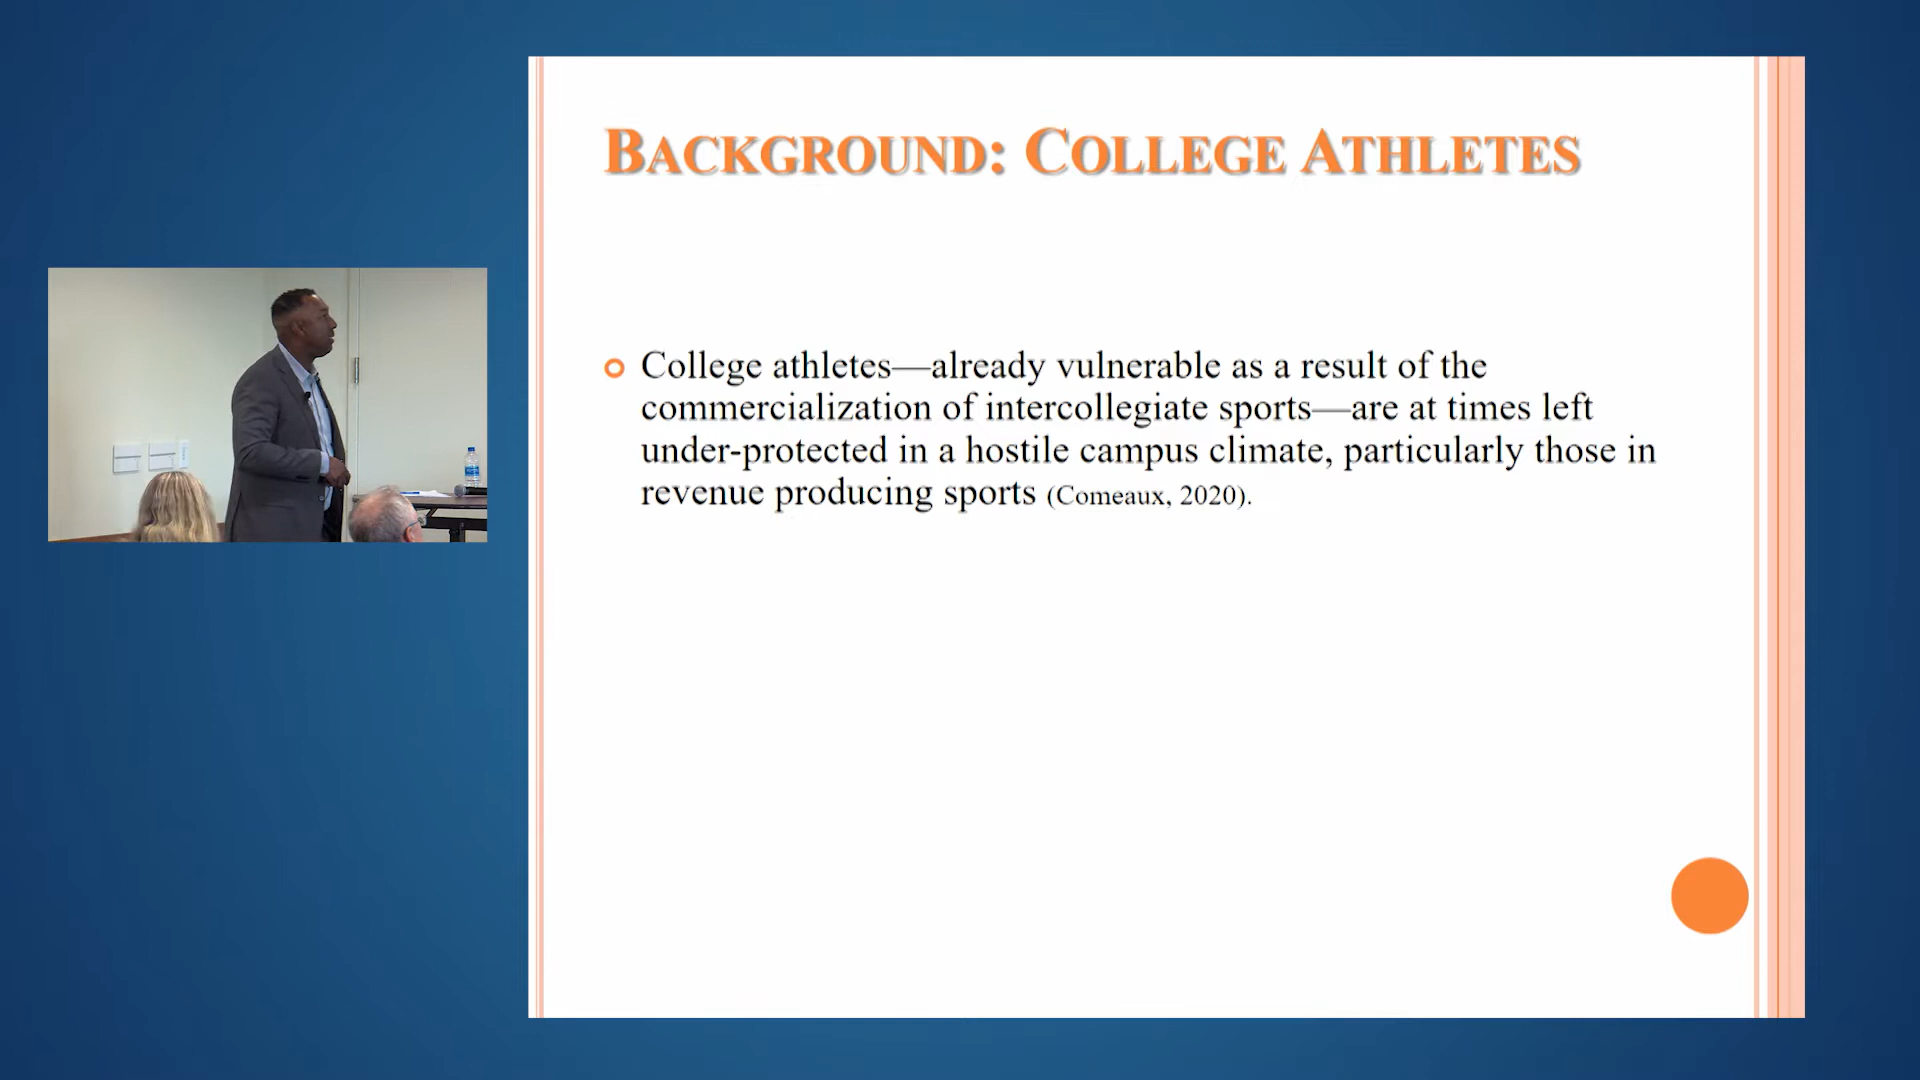 BACKGROUND: COLLEGE ATHLETES
College athletes—already vulnerable as a result of the
commercialization of intercollegiate sports—are at times left
under-protected in a hostile campus climate, particularly those in
revenue producing sports (Comeaux, 2020).